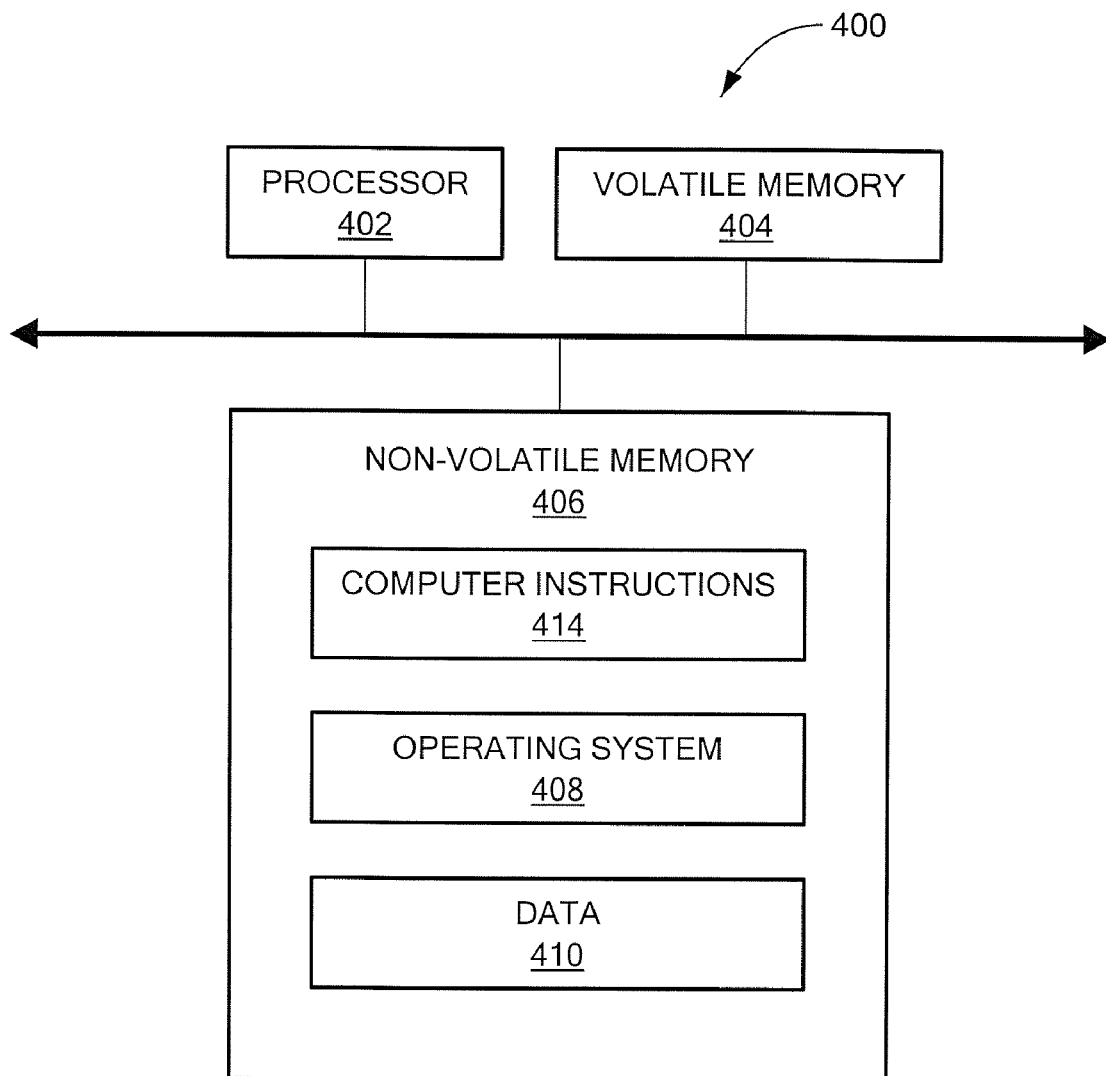 400
PROCESSOR
402
VOLATILE MEMORY
404
NON-VOLATILE MEMORY
406
COMPUTER INSTRUCTIONS
414
OPERATING SYSTEM
408
DATA
410